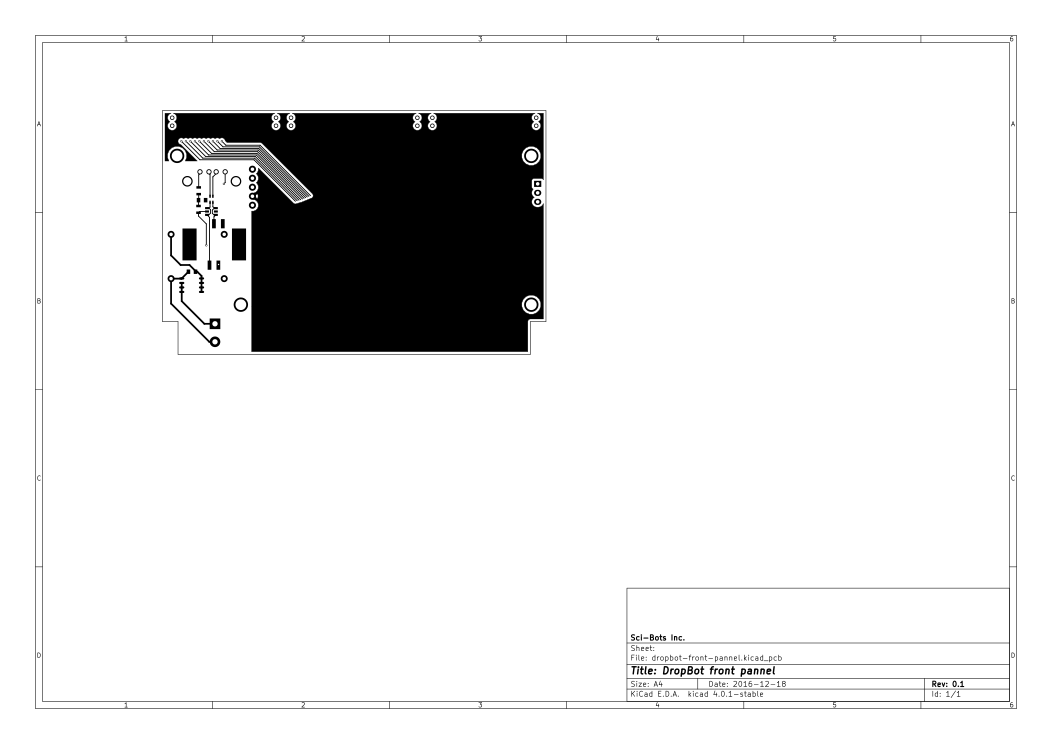 1 2 3 4 5 6
A A
B B
C C
D D
Sci-Bots Inc.
Sheet:
File: dropbot-front-pannel.kicad_pcb
Title: DropBot front pannel
Size: A4 Date: 2016-12-18 Rev: 0.1
KiCad E.D.A. kicad 4.0.1-stable Id: 1/1
1 2 3 4 5 6